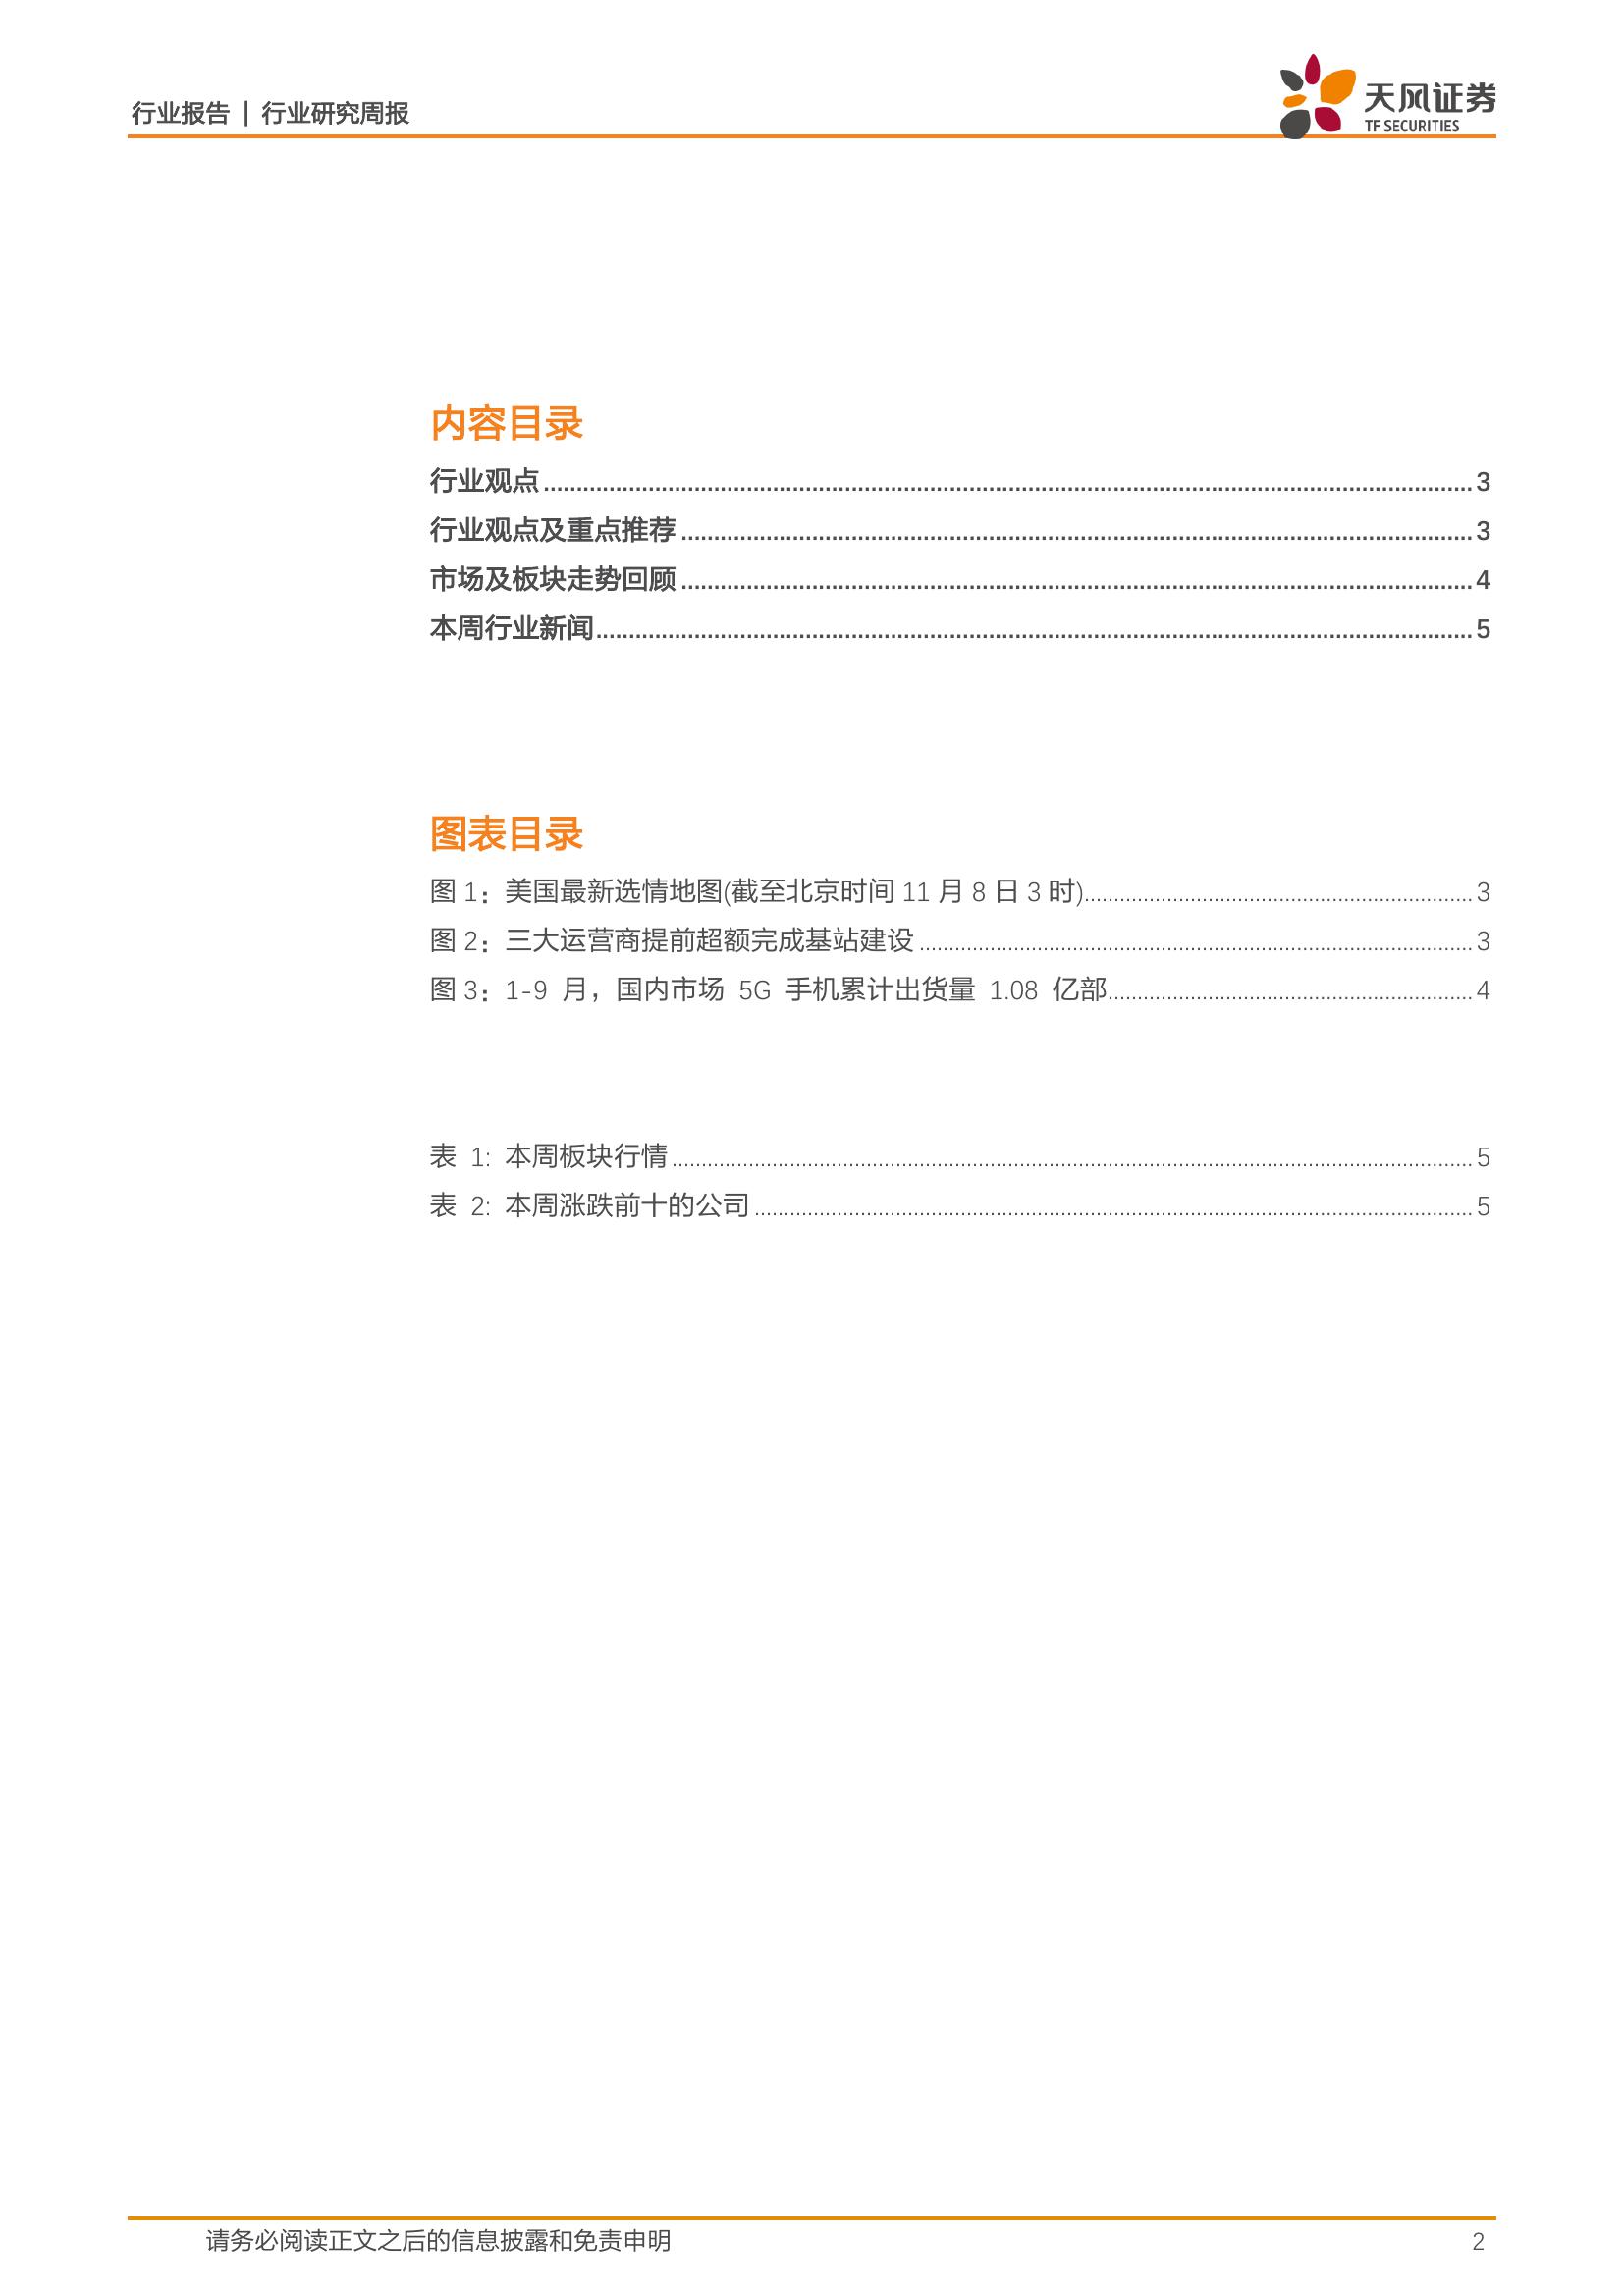 行业报告 | 行业研究周报
天风证券
TF SECURITIES
内容目录
行业观点........................................3
行业观点及重点推荐........................................3
市场及板块走势回顾........................................4
本周行业新闻........................................5
图表目录
图 1：美国最新选情地图(截至北京时间 11 月 8 日 3 时)........................................3
图 2：三大运营商提前超额完成基站建设........................................3
图 3：1-9 月，国内市场 5G 手机累计出货量 1.08 亿部........................................4
表 1: 本周板块行情........................................5
表 2: 本周涨跌前十的公司........................................5
请务必阅读正文之后的信息披露和免责申明 2